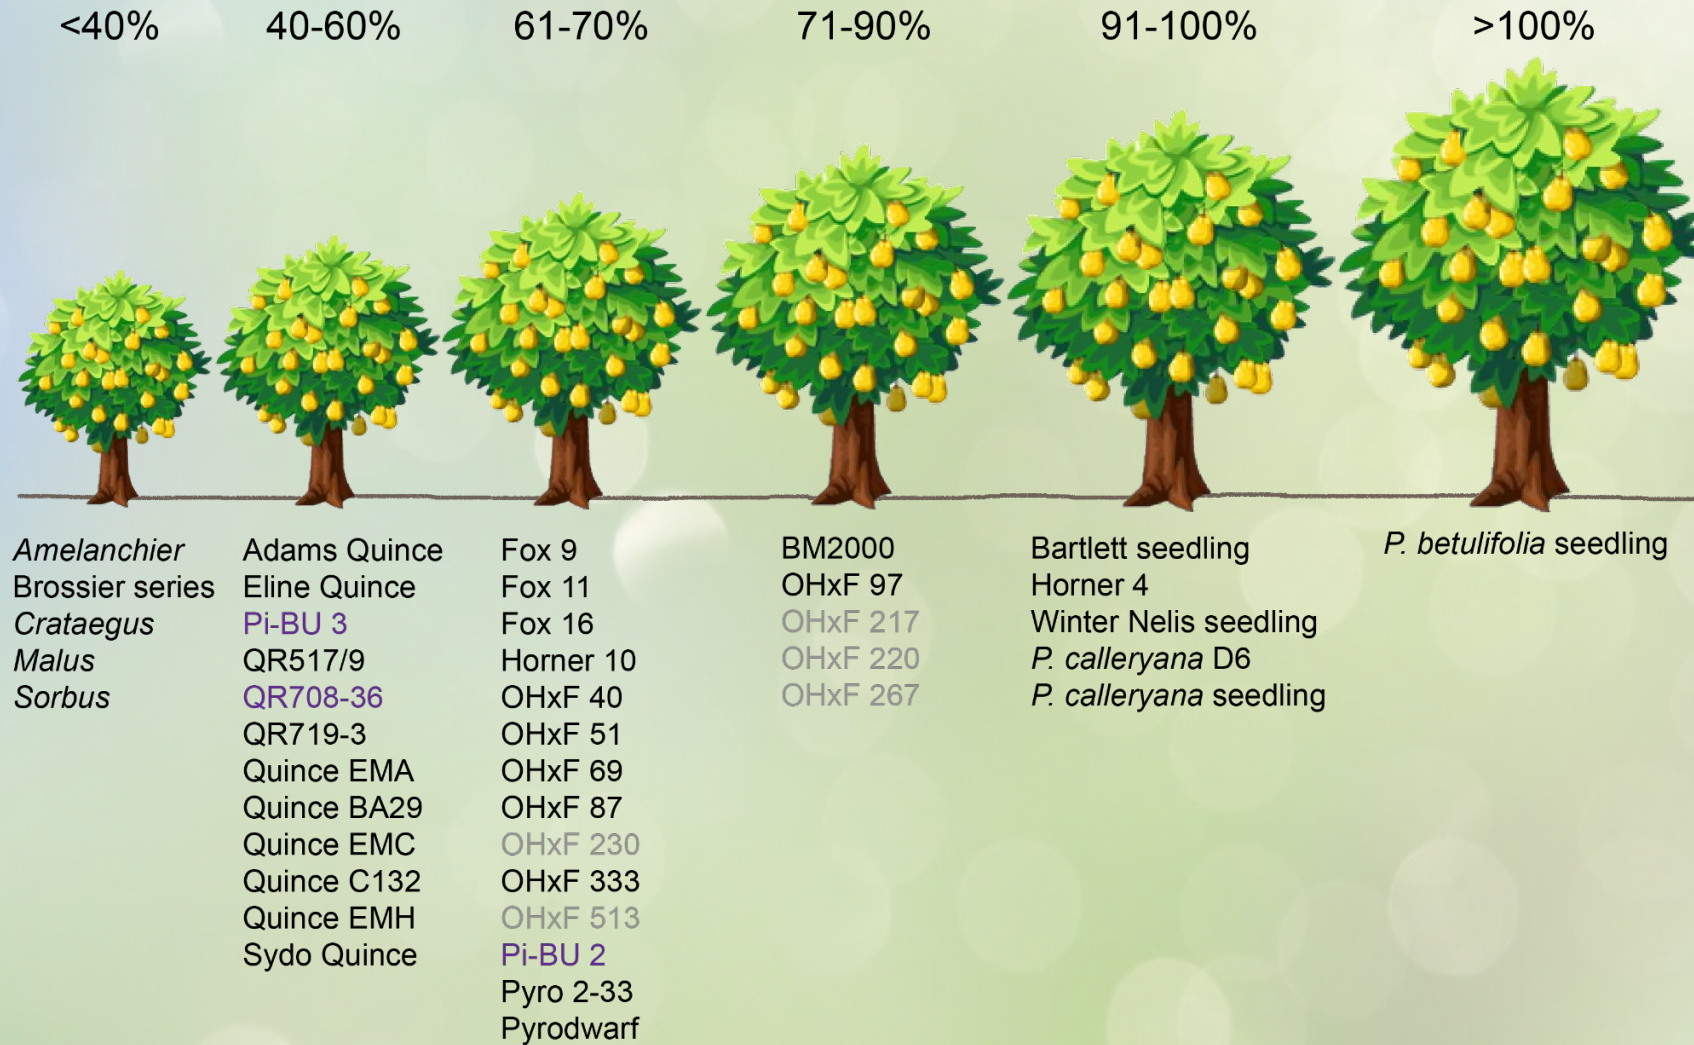 <40%
40-60%
61-70%
71-90%
91-100%
>100%
Amelanchier
Brossier series
Crataegus
Malus
Sorbus
Adams Quince
Eline Quince
Pi-BU 3
QR517/9
QR708-36
QR719-3
Quince EMA
Quince BA29
Quince EMC
Quince C132
Quince EMH
Sydo Quince
Fox 9
Fox 11
Fox 16
Horner 10
OHxF 40
OHxF 51
OHxF 69
OHxF 87
OHxF 230
OHxF 333
OHxF 513
Pi-BU 2
Pyro 2-33
Pyrodwarf
BM2000
OHxF 97
OHxF 217
OHxF 220
OHxF 267
Bartlett seedling
Horner 4
Winter Nelis seedling
P. calleryana D6
P. calleryana seedling
P. betulifolia seedling